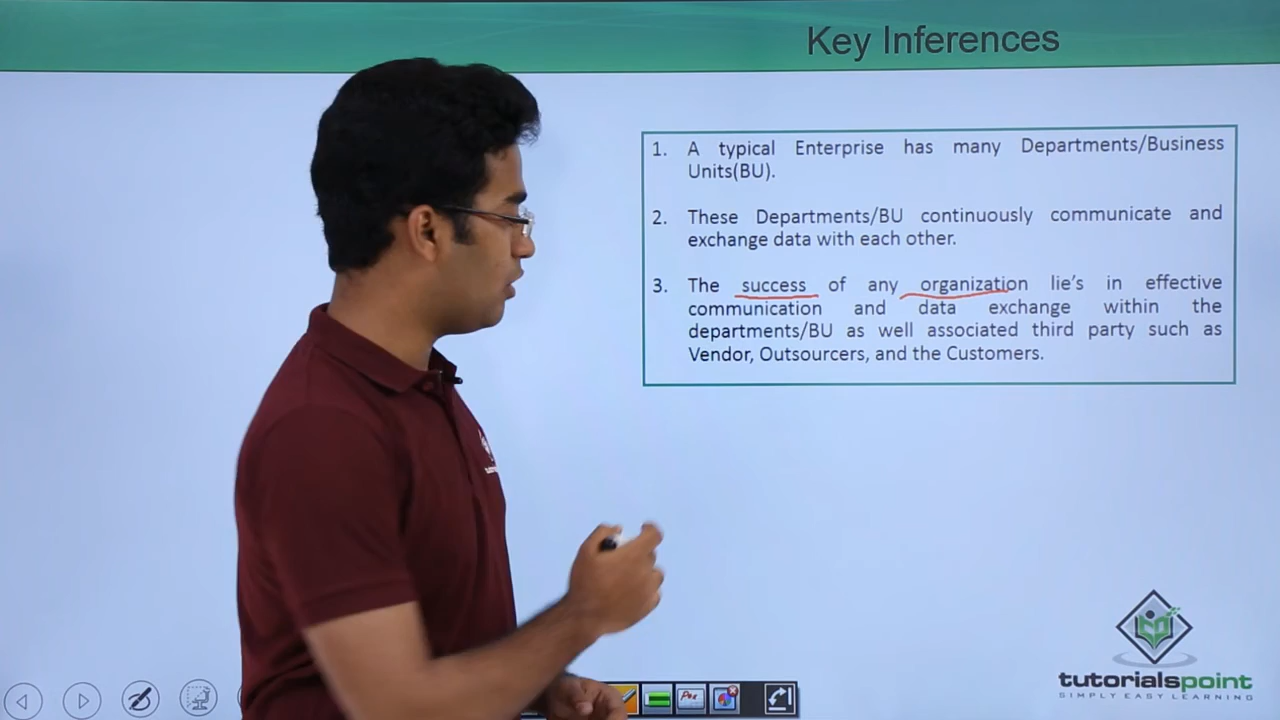 Key Inferences
1. A typical Enterprise has many Departments/Business
Units(BU).
2. These Departments/BU continuously communicate and
exchange data with each other.
3. The success of any organization lie's in effective
communication and data exchange within the
departments/BU as well associated third party such as
Vendor, Outsourcers, and the Customers.
tutorialspoint
SIMPLY EASY LEARNING